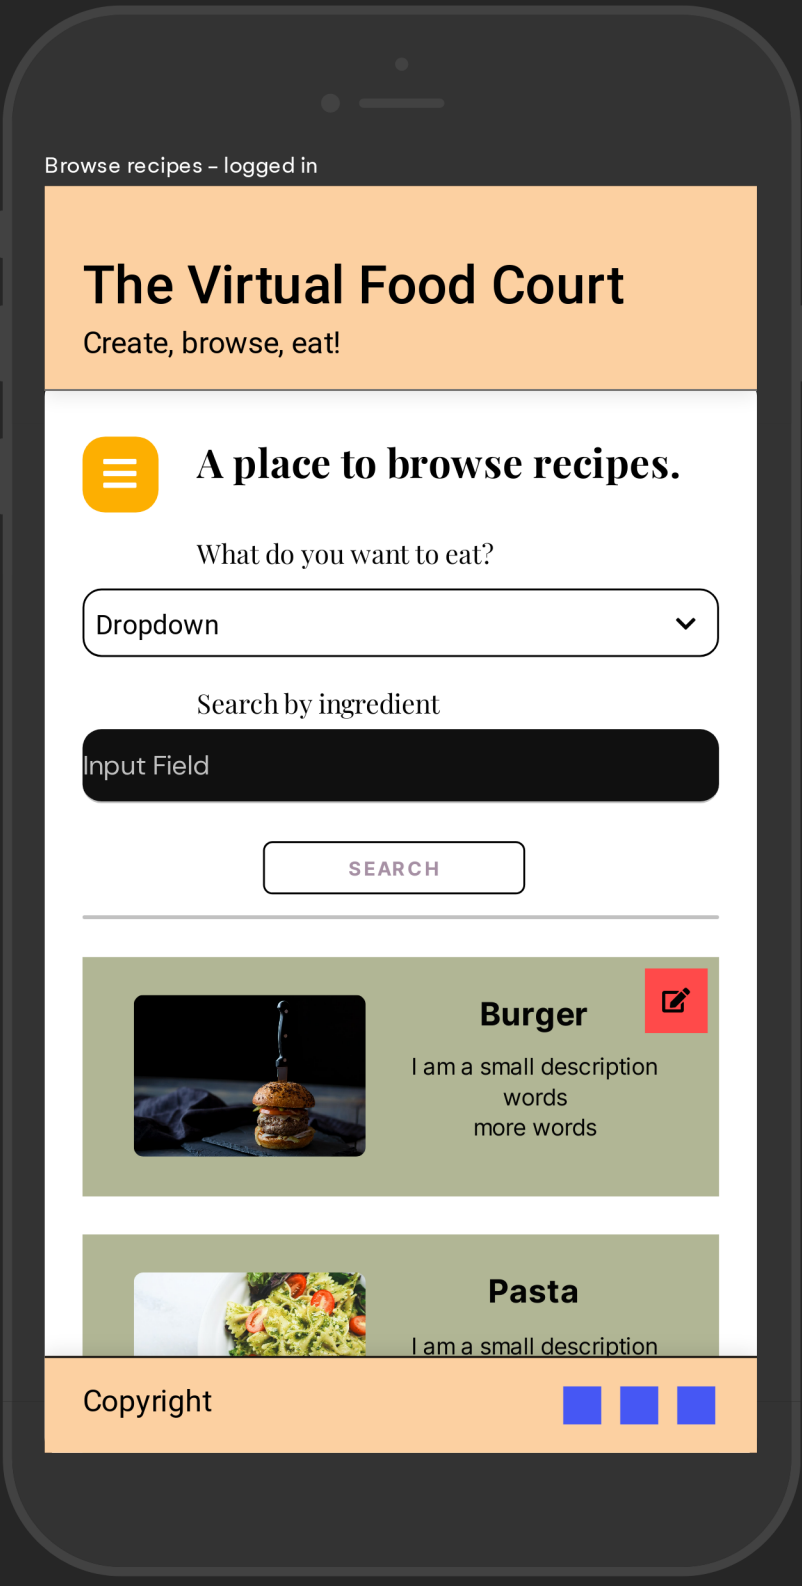 Browse recipes - logged in
The Virtual Food Court
Create, browse, eat!
A place to browse recipes.
What do you want to eat?
Dropdown
Search by ingredient
Input Field
SEARCH
Burger
I am a small description
words
more words
Pasta
I am a small description
Copyright